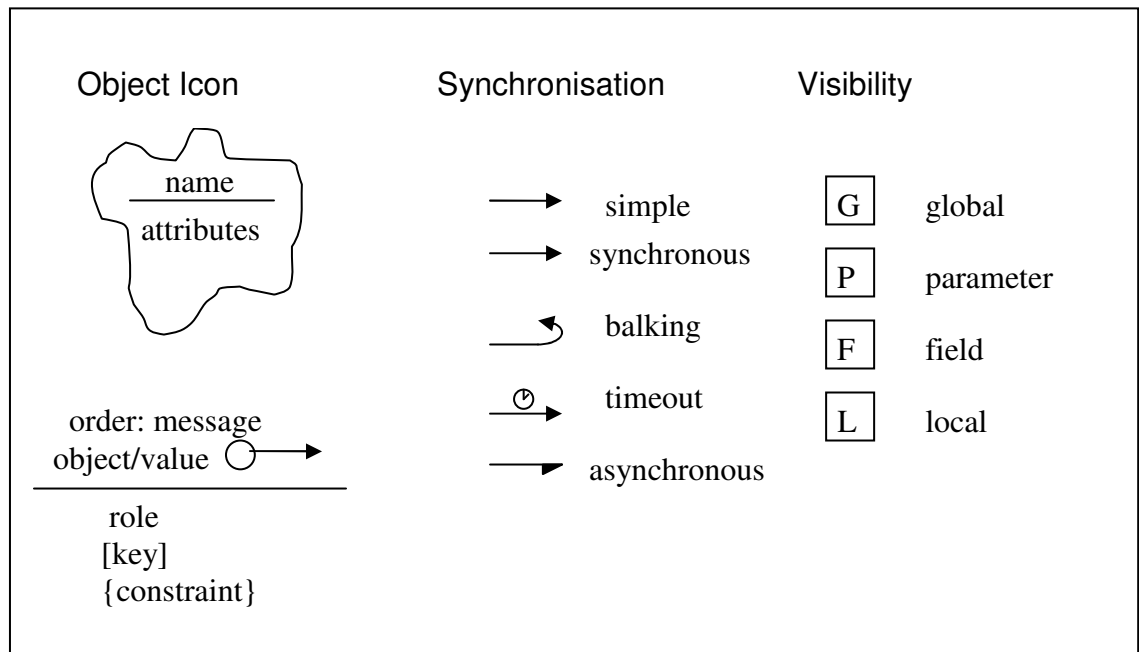 Object Icon
name
attributes
order: message
object/value
role
[key]
{constraint}
Synchronisation
simple
synchronous
balking
timeout
asynchronous
Visibility
G global
P parameter
F field
L local